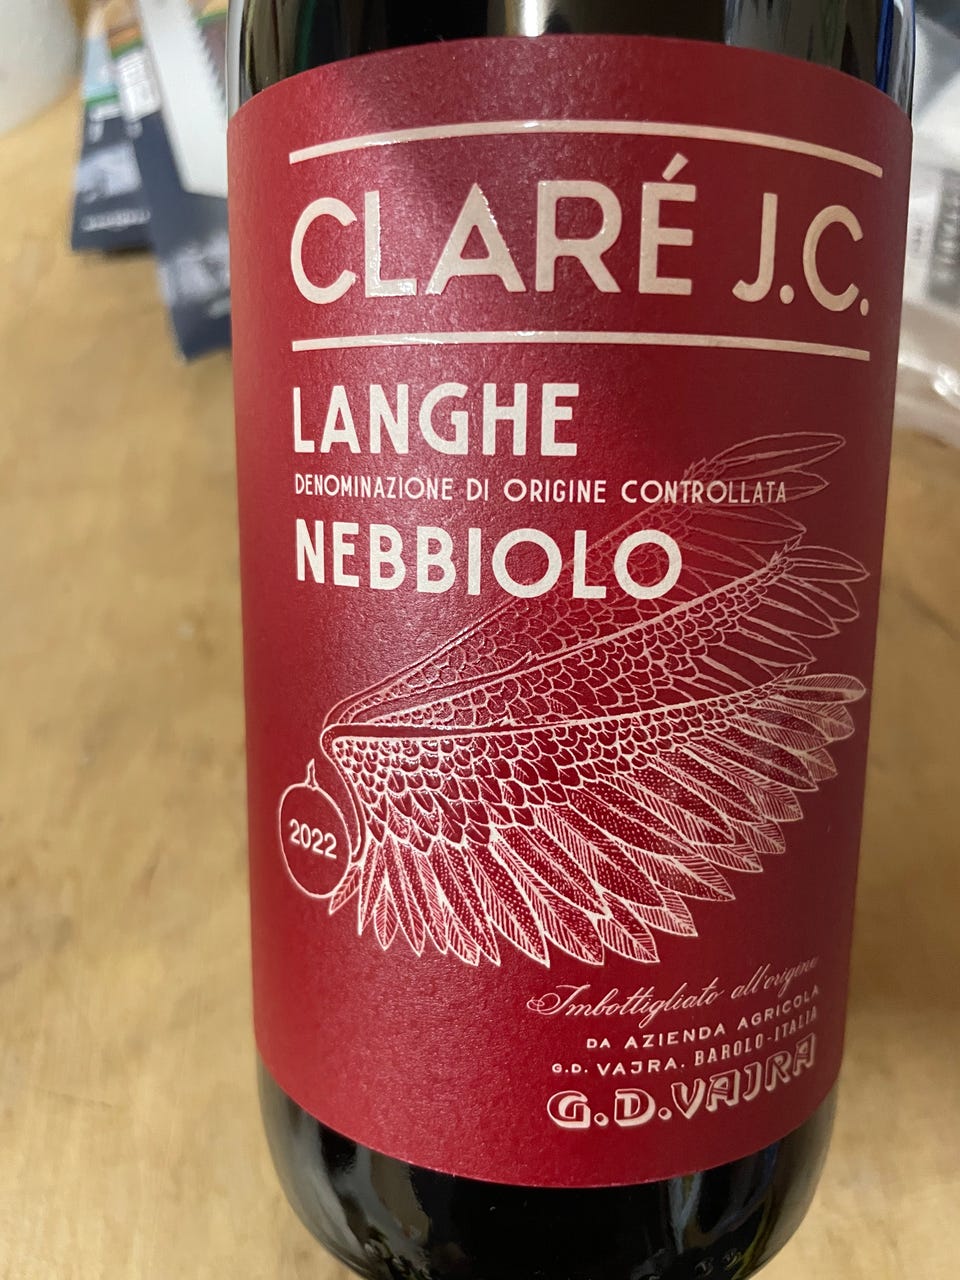 CLARÉ J.C.
LANGHE
DENOMINAZIONE DI ORIGINE CONTROLLATA
NEBBIOLO
2022
Imbottigliato all'origine
DA AZIENDA AGRICOLA
G.D. VAJRA. BAROLO-ITALIA
G.D.VAJRA